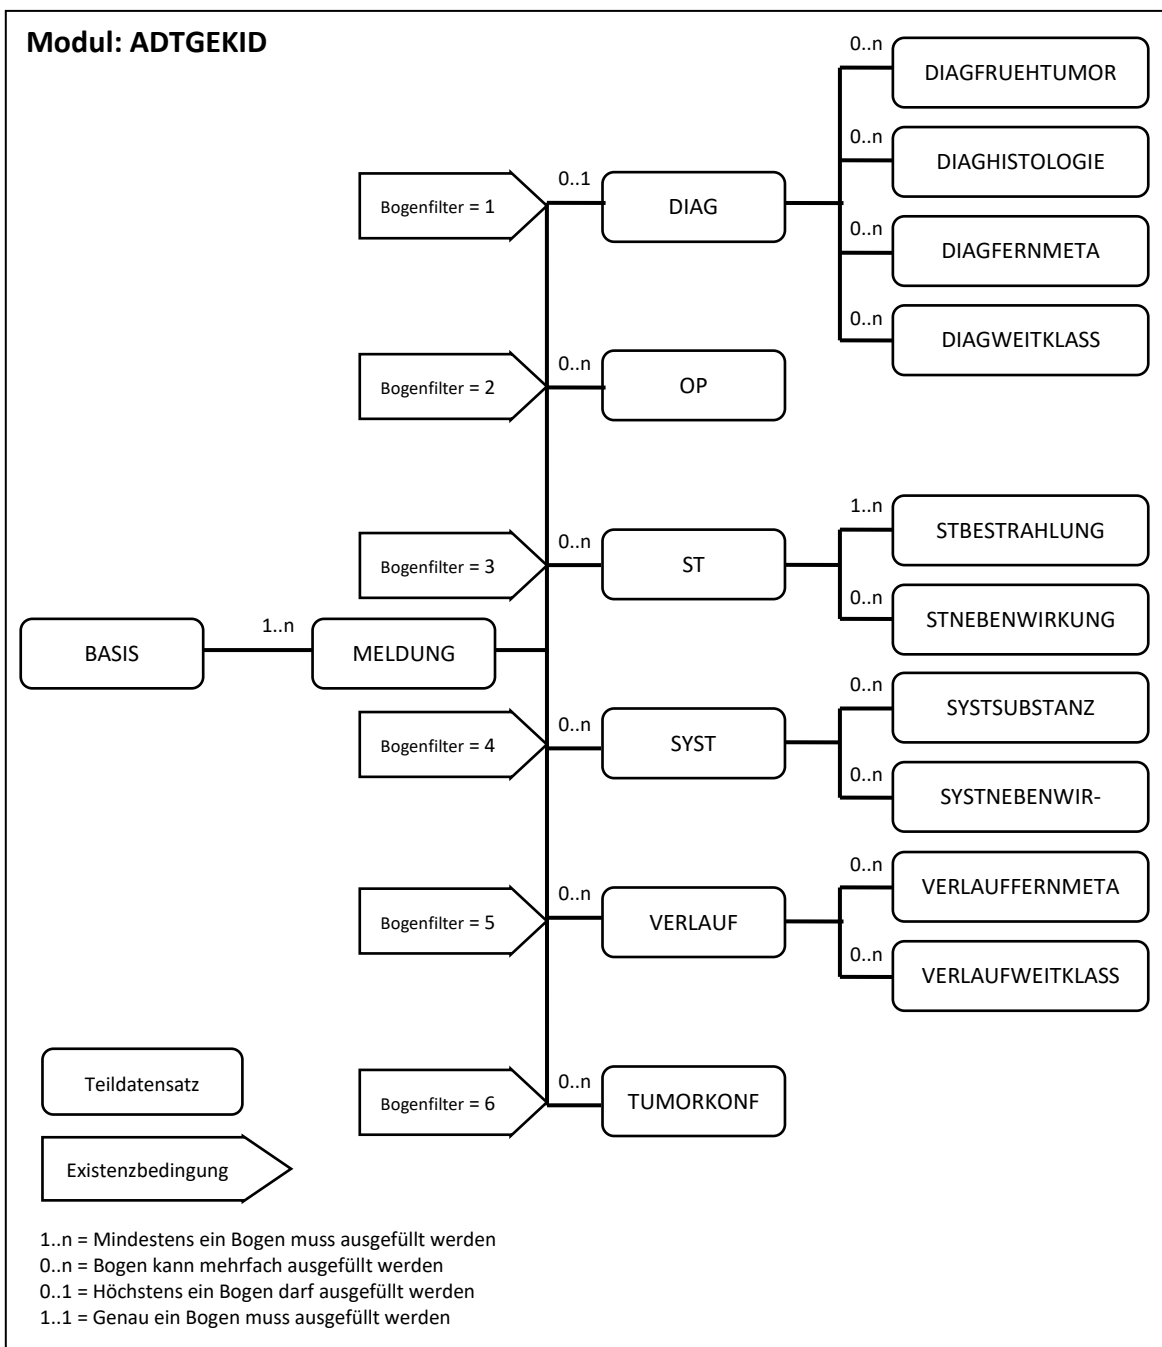 Modul: ADTGEKID
0..n
DIAGFRUEHTUMOR
0..n
DIAGHISTOLOGIE
0..1
Bogenfilter = 1
DIAG
0..n
DIAGFERNMETA
0..n
DIAGWEITKLASS
0..n
Bogenfilter = 2
OP
1..n
STBESTRAHLUNG
0..n
Bogenfilter = 3
ST
0..n
STNEBENWIRKUNG
1..n
BASIS
MELDUNG
0..n
SYSTSUBSTANZ
0..n
Bogenfilter = 4
SYST
0..n
SYSTNEBENWIR-
0..n
VERLAUFFERNMETA
0..n
Bogenfilter = 5
VERLAUF
0..n
VERLAUFWEITKLASS
0..n
Bogenfilter = 6
TUMORKONF
Teildatensatz
Existenzbedingung
1..n = Mindestens ein Bogen muss ausgefüllt werden
0..n = Bogen kann mehrfach ausgefüllt werden
0..1 = Höchstens ein Bogen darf ausgefüllt werden
1..1 = Genau ein Bogen muss ausgefüllt werden